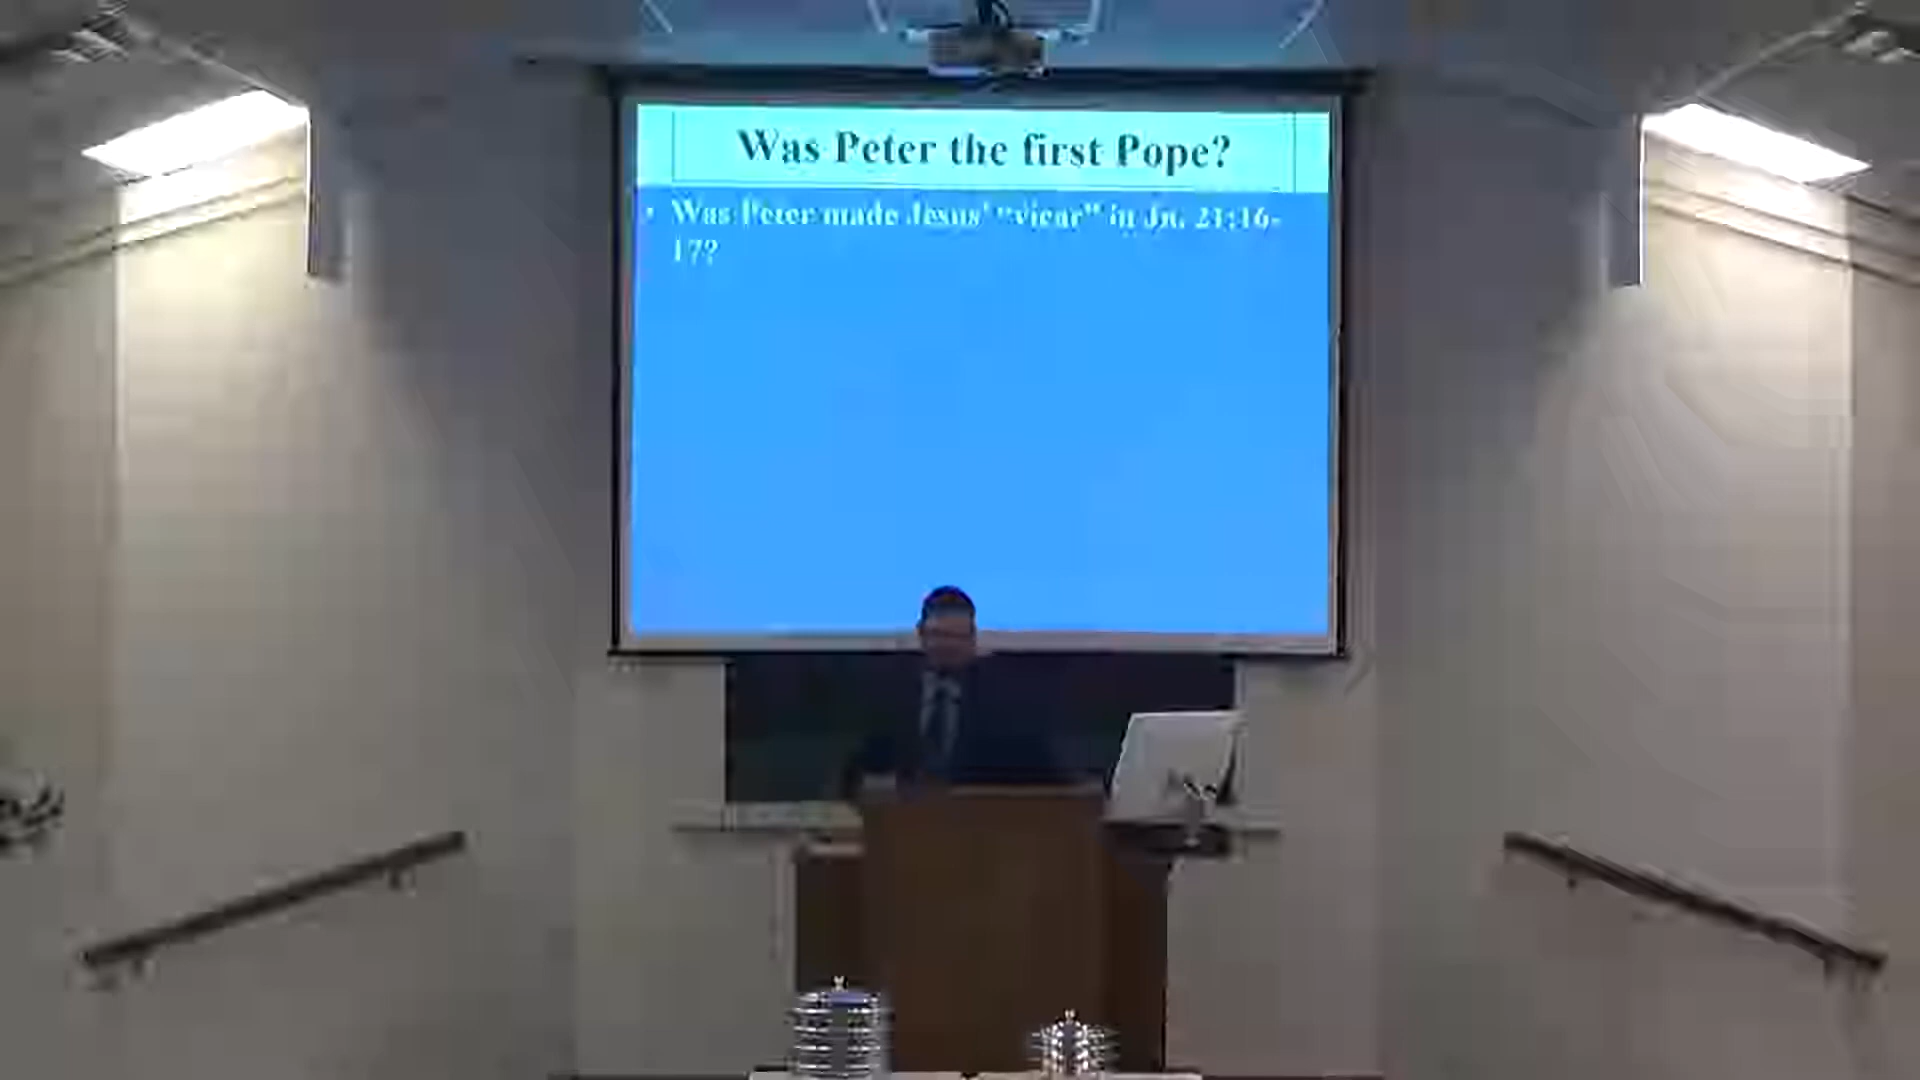 Was Peter the first Pope?
• Was Peter made Jesus' "vicar" in Jn. 21:16-
17?